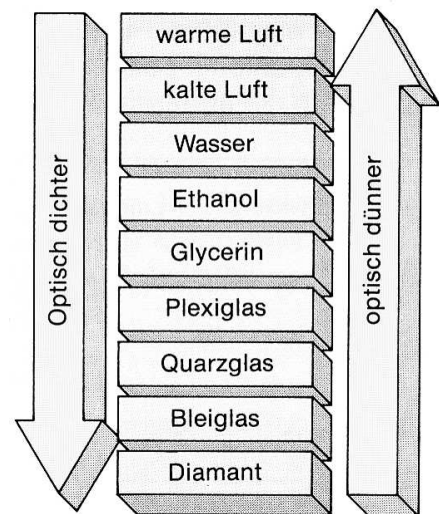 Optisch dichter
warme Luft
kalte Luft
Wasser
Ethanol
Glycerin
Plexiglas
Quarzglas
Bleiglas
Diamant
optisch dünner